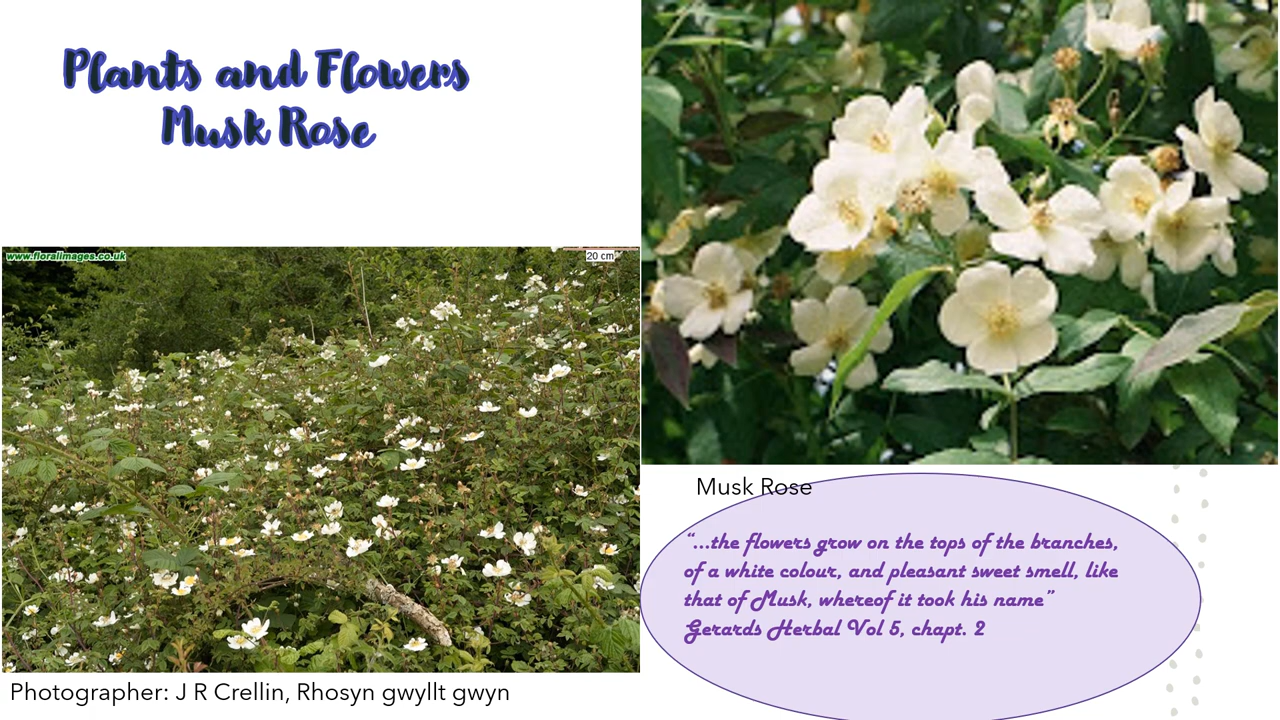 Plants and Flowers
Musk Rose
www.floralimages.co.uk
20 cm
Photographer: J R Crellin, Rhosyn gwyllt gwyn
Musk Rose
“...the flowers grow on the tops of the branches,
of a white colour, and pleasant sweet smell, like
that of Musk, whereof it took his name”
Gerards Herbal Vol 5, chapt. 2